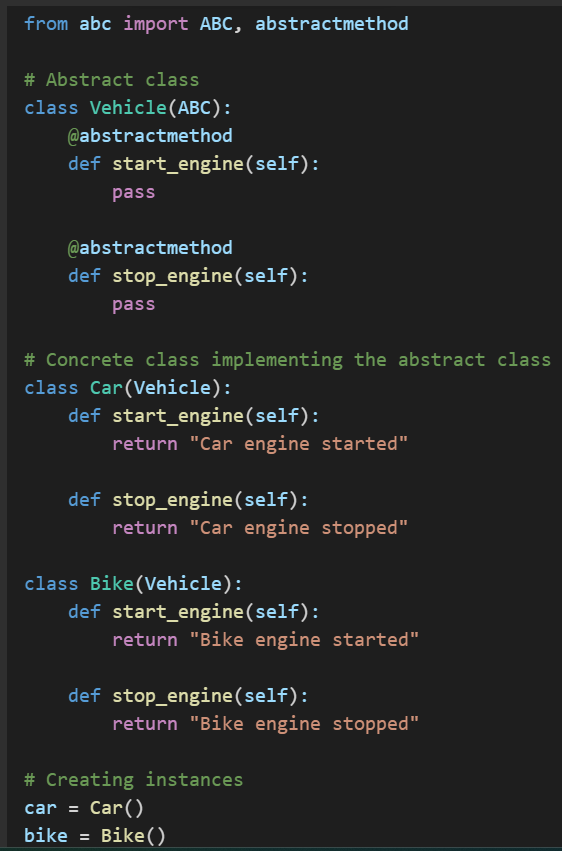 from abc import ABC, abstractmethod

# Abstract class
class Vehicle(ABC):
    @abstractmethod
    def start_engine(self):
        pass

    @abstractmethod
    def stop_engine(self):
        pass

# Concrete class implementing the abstract class
class Car(Vehicle):
    def start_engine(self):
        return "Car engine started"

    def stop_engine(self):
        return "Car engine stopped"

class Bike(Vehicle):
    def start_engine(self):
        return "Bike engine started"

    def stop_engine(self):
        return "Bike engine stopped"

# Creating instances
car = Car()
bike = Bike()